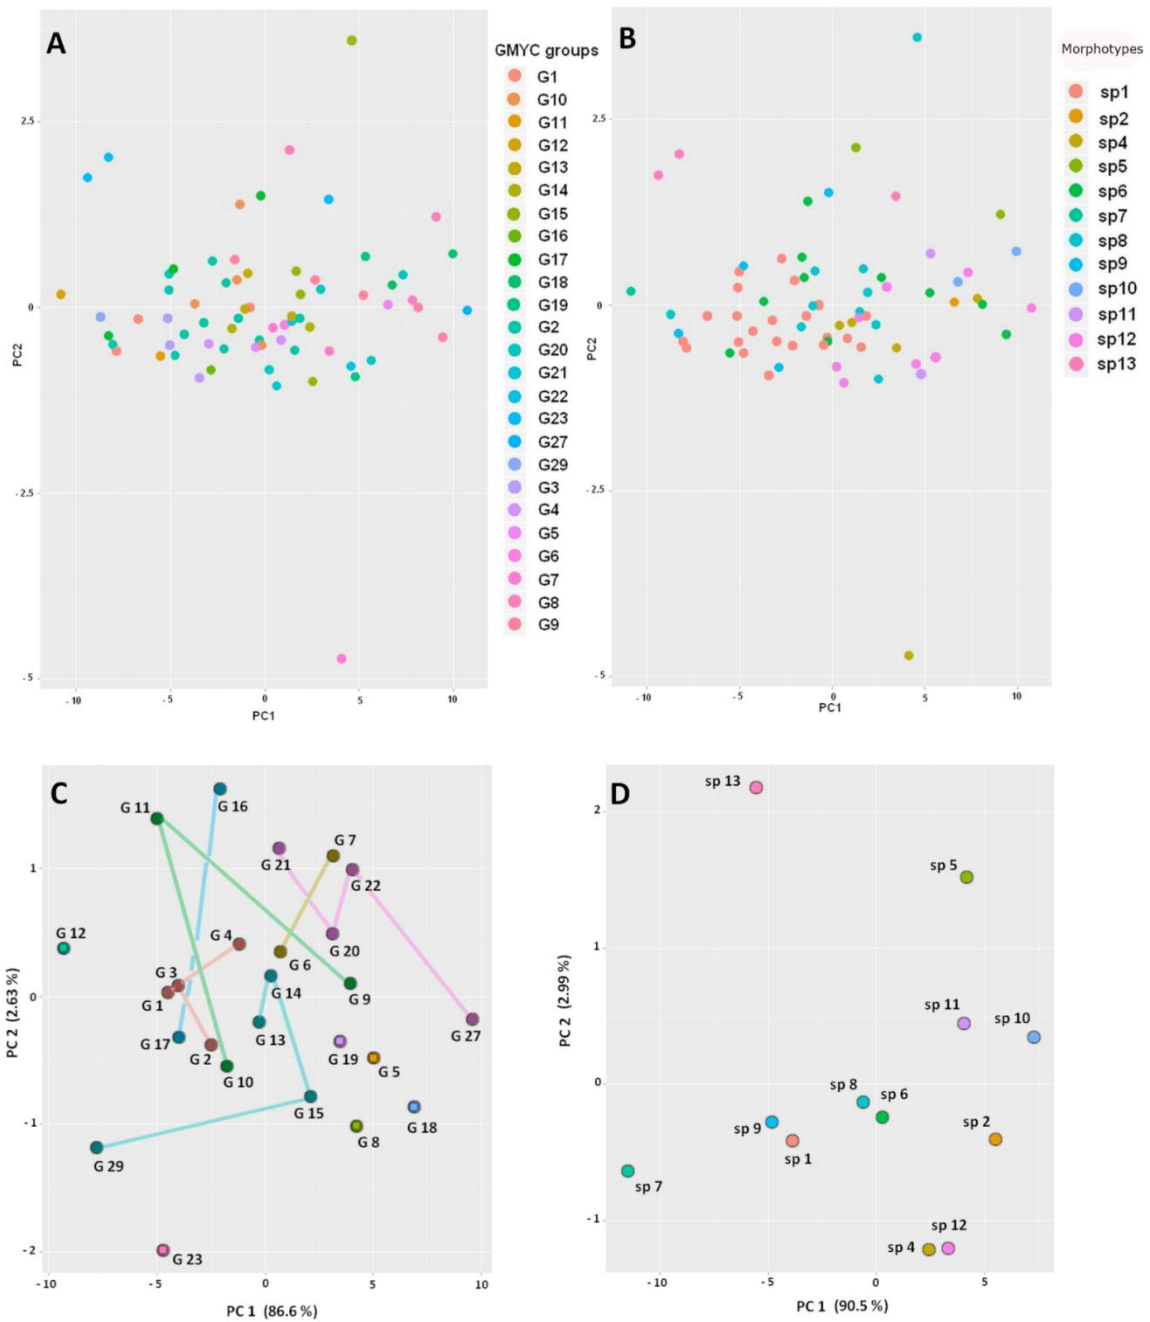 A
2.5
0
- 2.5
- 5
PC2
- 10
- 5
0
5
10
PC1
GMYC groups
G1
G10
G11
G12
G13
G14
G15
G16
G17
G18
G19
G2
G20
G21
G22
G23
G27
G29
G3
G4
G5
G6
G7
G8
G9
B
2.5
0
- 2.5
- 5
PC2
- 10
- 5
0
5
10
PC1
Morphotypes
sp1
sp2
sp4
sp5
sp6
sp7
sp8
sp9
sp10
sp11
sp12
sp13
C
G 11
G 16
G 7
G 21
G 22
G 12
G 4
G 20
G 3
G 6
G 1
G 14
G 9
G 17
G 2
G 13
G 19
G 27
G 5
G 10
G 15
G 18
G 8
G 29
G 23
1
0
- 1
- 2
PC 2 (2.63 %)
- 10
- 5
0
5
10
PC 1 (86.6 %)
D
sp 13
sp 5
sp 11
sp 10
sp 8
sp 6
sp 9
sp 2
sp 1
sp 7
sp 12
sp 4
2
1
0
- 1
PC 2 (2.99 %)
- 10
- 5
0
5
PC 1 (90.5 %)